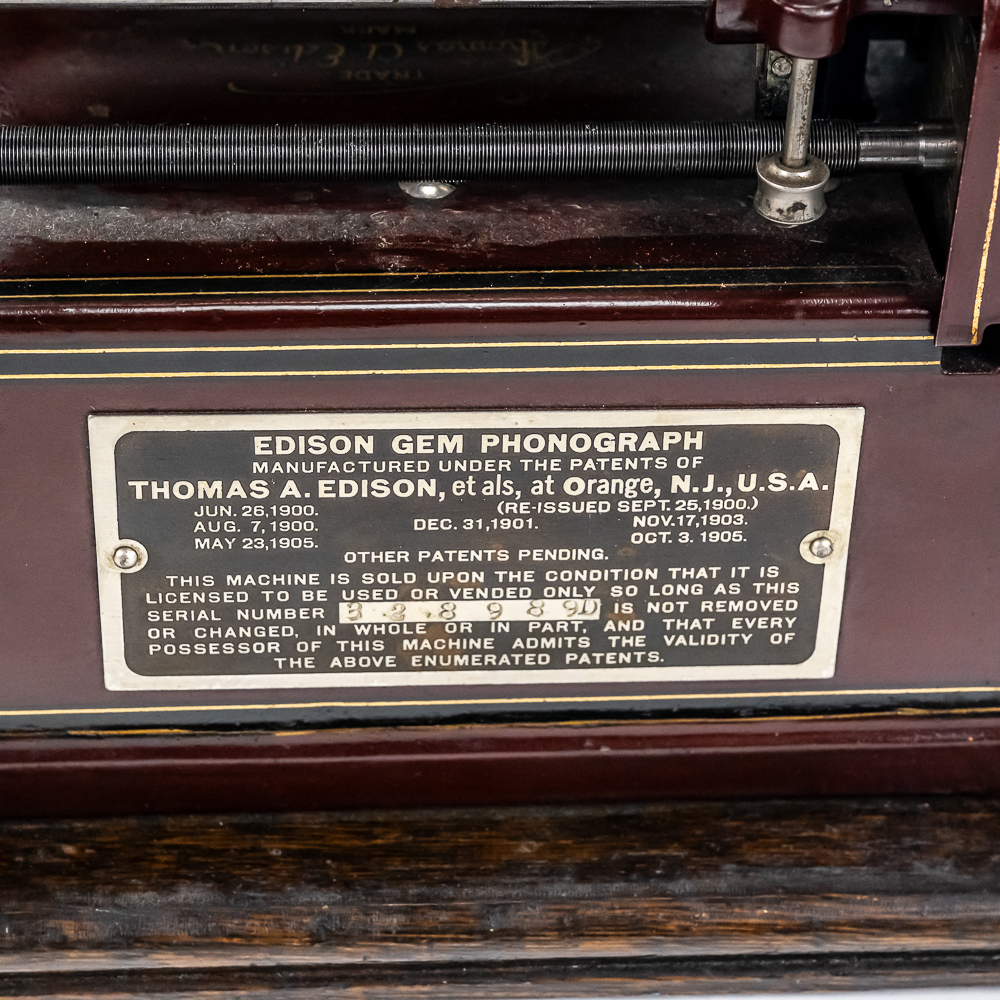 Thomas A Edison
TRADE
MARK
EDISON GEM PHONOGRAPH
MANUFACTURED UNDER THE PATENTS OF
THOMAS A. EDISON, et als, at Orange, N.J., U.S.A.
JUN. 26, 1900. (RE-ISSUED SEPT. 25, 1900.)
AUG. 7, 1900. DEC. 31, 1901. NOV. 17, 1903.
MAY 23, 1905. OCT. 3. 1905.
OTHER PATENTS PENDING.
THIS MACHINE IS SOLD UPON THE CONDITION THAT IT IS
LICENSED TO BE USED OR VENDED ONLY SO LONG AS THIS
SERIAL NUMBER 328989D IS NOT REMOVED
OR CHANGED, IN WHOLE OR IN PART, AND THAT EVERY
POSSESSOR OF THIS MACHINE ADMITS THE VALIDITY OF
THE ABOVE ENUMERATED PATENTS.